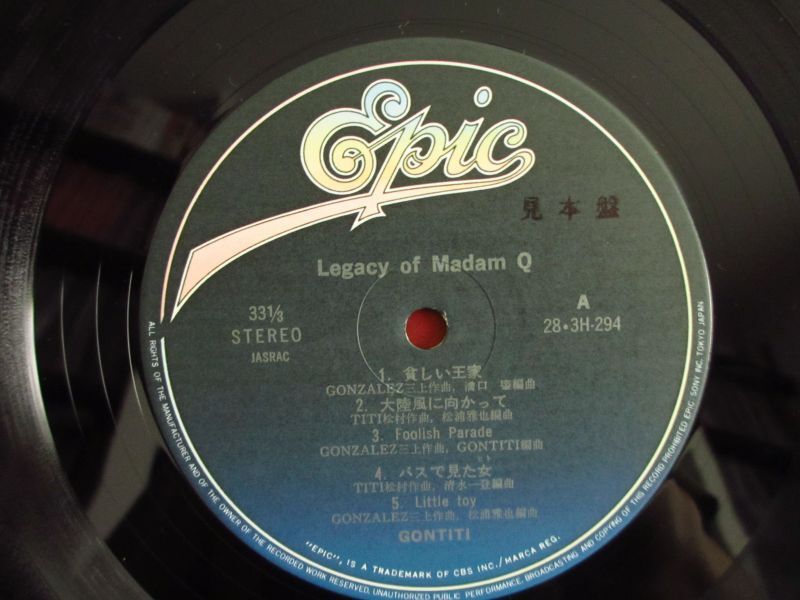 Epic
見本盤
Legacy of Madam Q
33⅓
STEREO
JASRAC
A
28・3H-294
1. 貧しい王家
GONZALEZ三上作曲, 溝口 肇編曲
2. 大陸風に向かって
TITI松村作曲, 松浦雅也編曲
3. Foolish Parade
GONZALEZ三上作曲, GONTITI編曲
4. バスで見た女
TITI松村作曲, 清水一登編曲
5. Little toy
GONZALEZ三上作曲, 松浦雅也編曲
GONTITI
"EPIC", IS A TRADEMARK OF CBS INC./MARCA REG.
ALL RIGHTS OF THE MANUFACTURER AND OF THE OWNER OF THE RECORDED WORK RESERVED. UNAUTHORIZED PUBLIC PERFORMANCE, BROADCASTING AND COPYING OF THIS RECORD PROHIBITED EPIC SONY INC. TOKYO JAPAN